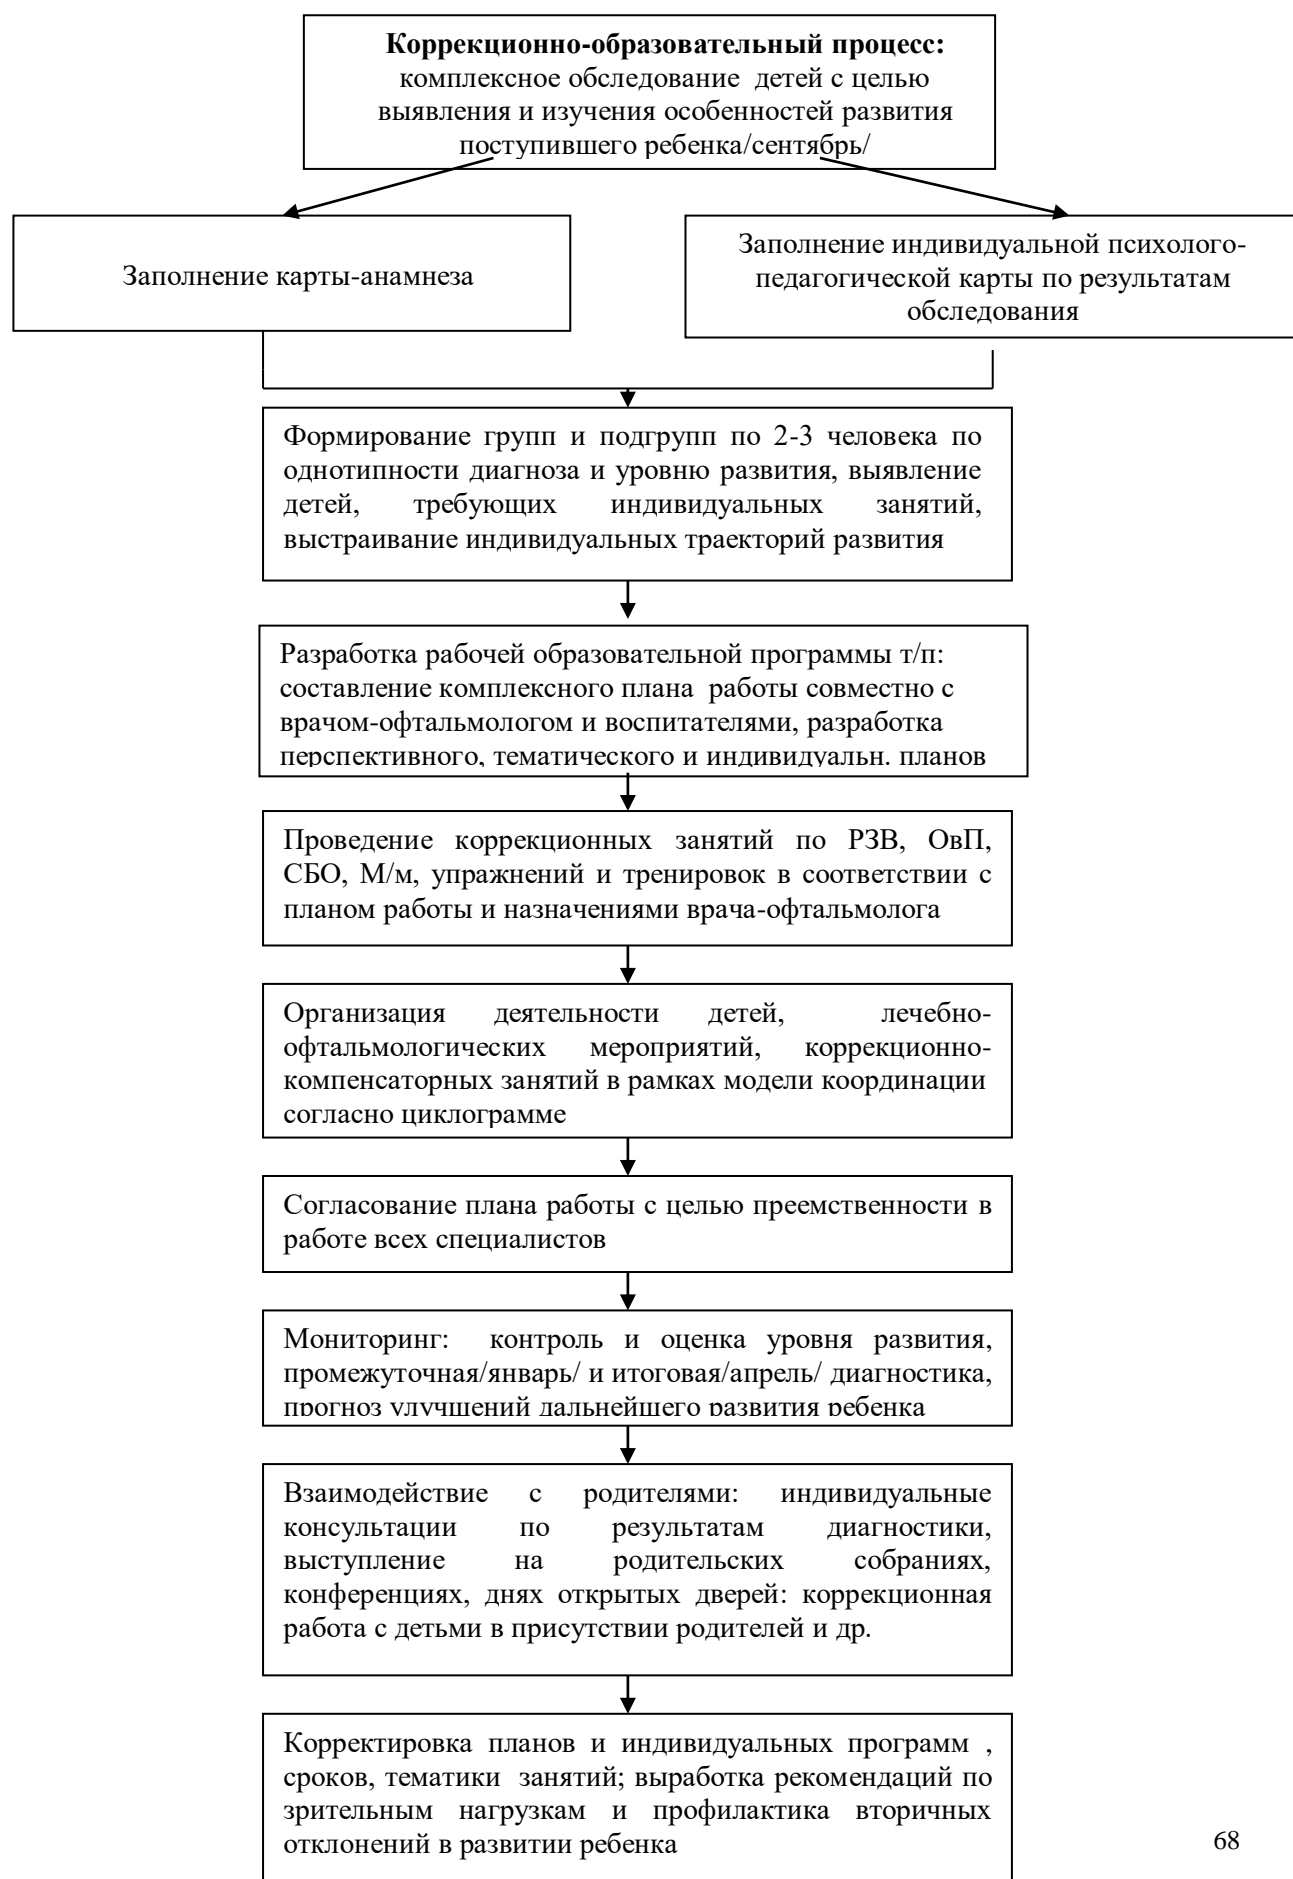 Коррекционно-образовательный процесс:
комплексное обследование детей с целью
выявления и изучения особенностей развития
поступившего ребенка/сентябрь/
Заполнение карты-анамнеза
Заполнение индивидуальной психолого-
педагогической карты по результатам
обследования
Формирование групп и подгрупп по 2-3 человека по
однотипности диагноза и уровню развития, выявление
детей, требующих индивидуальных занятий,
выстраивание индивидуальных траекторий развития
Разработка рабочей образовательной программы т/п:
составление комплексного плана работы совместно с
врачом-офтальмологом и воспитателями, разработка
перспективного, тематического и индивидуальн. планов
Проведение коррекционных занятий по РЗВ, ОвП,
СБО, М/м, упражнений и тренировок в соответствии с
планом работы и назначениями врача-офтальмолога
Организация деятельности детей, лечебно-
офтальмологических мероприятий, коррекционно-
компенсаторных занятий в рамках модели координации
согласно циклограмме
Согласование плана работы с целью преемственности в
работе всех специалистов
Мониторинг: контроль и оценка уровня развития,
промежуточная/январь/ и итоговая/апрель/ диагностика,
прогноз улучшений дальнейшего развития ребенка
Взаимодействие с родителями: индивидуальные
консультации по результатам диагностики,
выступление на родительских собраниях,
конференциях, днях открытых дверей: коррекционная
работа с детьми в присутствии родителей и др.
Корректировка планов и индивидуальных программ ,
сроков, тематики занятий; выработка рекомендаций по
зрительным нагрузкам и профилактика вторичных
отклонений в развитии ребенка
68